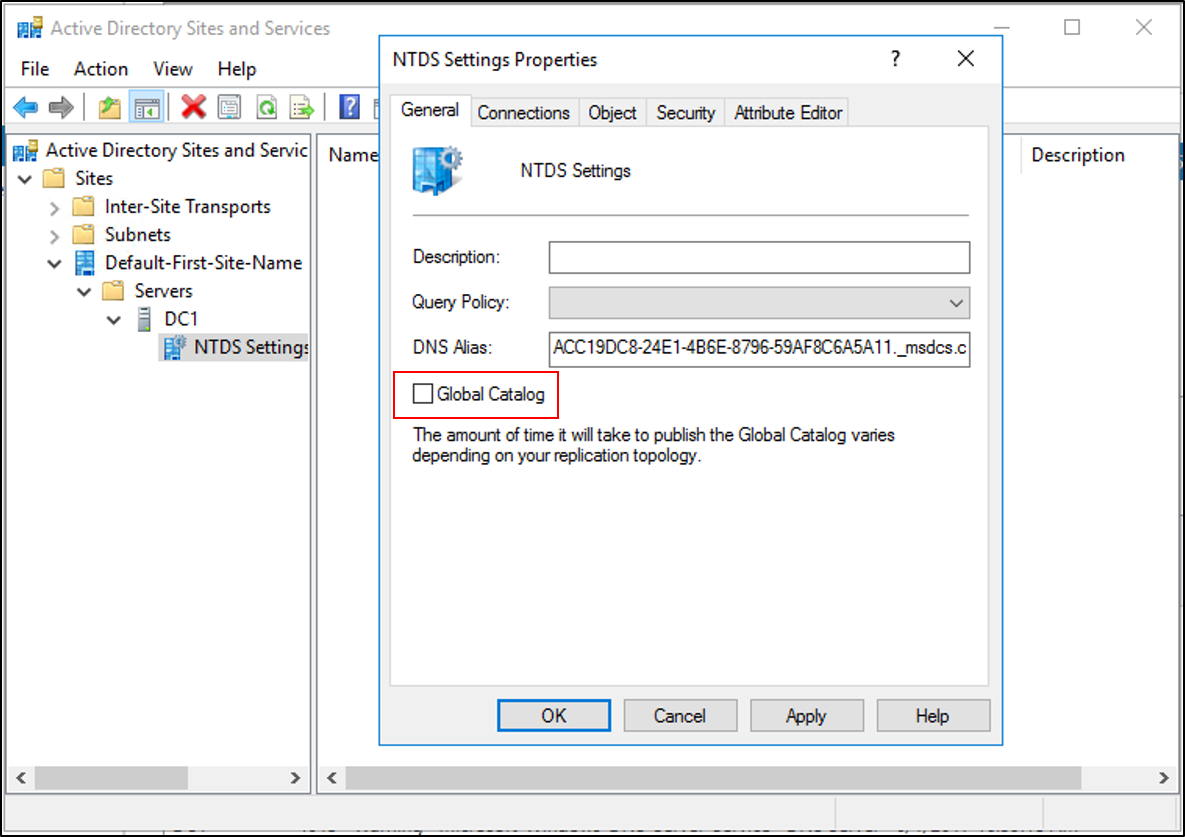 Active Directory Sites and Services
File Action View Help
Active Directory Sites and Servic
Sites
Inter-Site Transports
Subnets
Default-First-Site-Name
Servers
DC1
NTDS Settings
Name
Description
NTDS Settings Properties
?
General Connections Object Security Attribute Editor
NTDS Settings
Description:
Query Policy:
DNS Alias: ACC19DC8-24E1-4B6E-8796-59AF8C6A5A11._msdcs.c
Global Catalog
The amount of time it will take to publish the Global Catalog varies
depending on your replication topology.
OK Cancel Apply Help